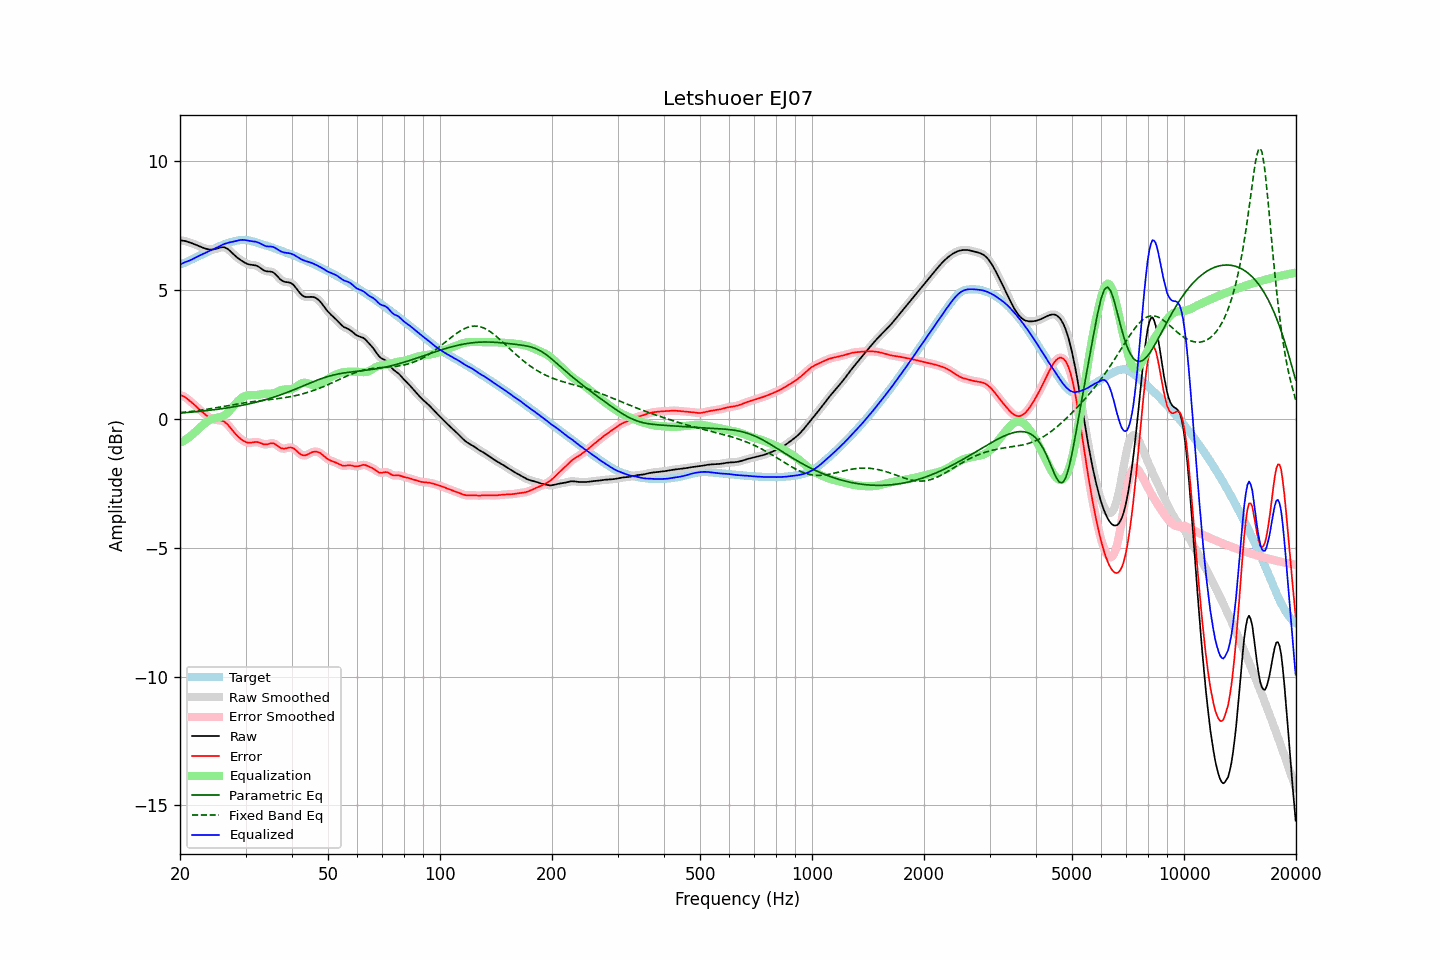 Letshuoer EJ07
Amplitude (dBr)
10
5
0
−5
−10
−15
Target
Raw Smoothed
Error Smoothed
Raw
Error
Equalization
Parametric Eq
Fixed Band Eq
Equalized
20 50 100 200 500 1000 2000 5000 10000 20000
Frequency (Hz)